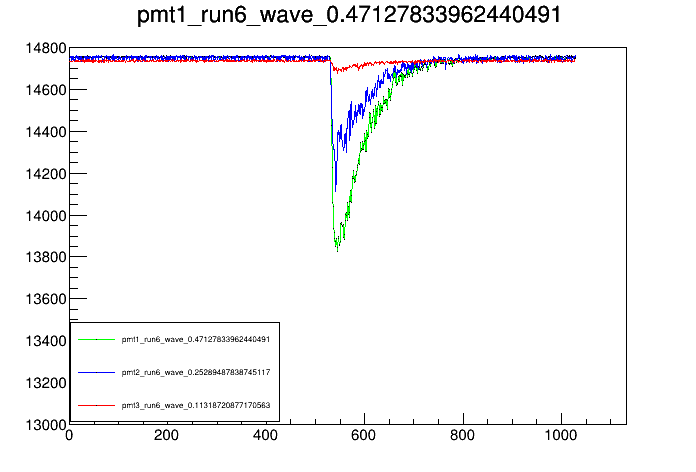 pmt1_run6_wave_0.47127833962440491
14800
14600
14400
14200
14000
13800
13600
13400
13200
13000
pmt1_run6_wave_0.47127833962440491
pmt2_run6_wave_0.25289487838745117
pmt3_run6_wave_0.11318720877170563
0 200 400 600 800 1000